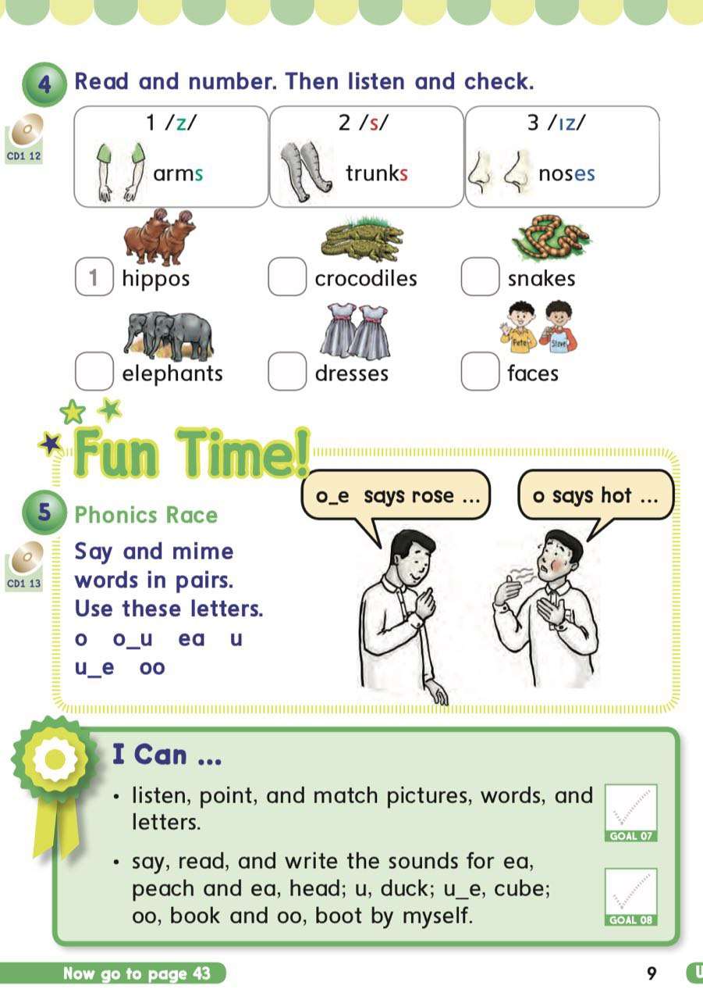 4 Read and number. Then listen and check.
CD1 12
1 /z/
arms
2 /s/
trunks
3 /ɪz/
noses
1 hippos
crocodiles
snakes
Pete
Steve
elephants
dresses
faces
Fun Time!
o_e says rose ...
o says hot ...
5 Phonics Race
CD1 13
Say and mime
words in pairs.
Use these letters.
o o_u ea u
u_e oo
I Can ...
• listen, point, and match pictures, words, and
letters.
GOAL 07
• say, read, and write the sounds for ea,
peach and ea, head; u, duck; u_e, cube;
oo, book and oo, boot by myself.
GOAL 08
Now go to page 43
9